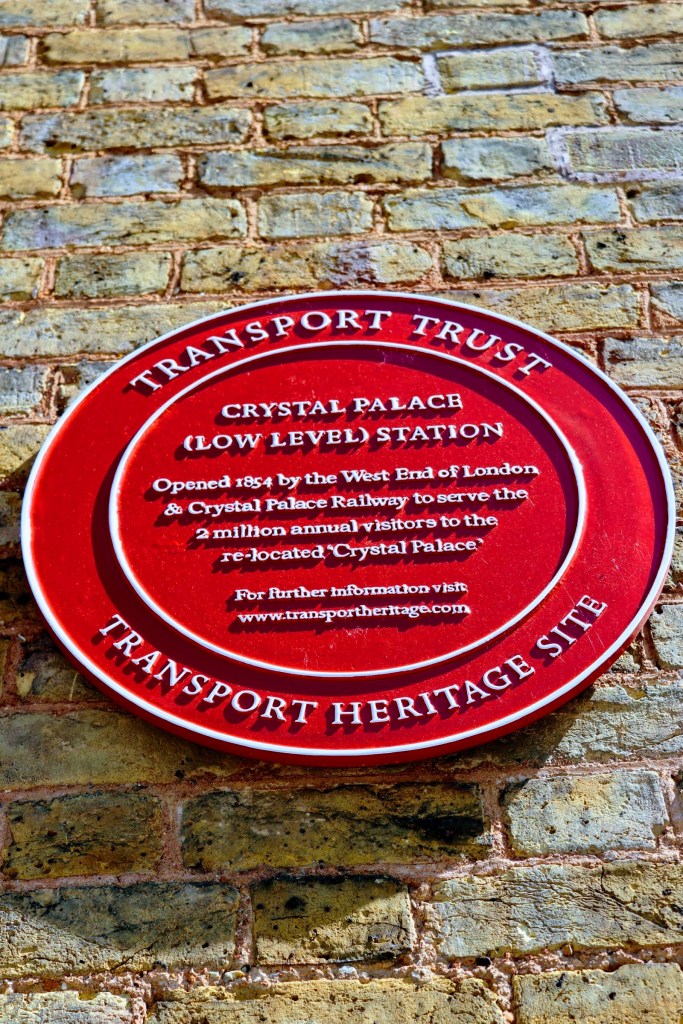 TRANSPORT TRUST
CRYSTAL PALACE
(LOW LEVEL) STATION
Opened 1854 by the West End of London
& Crystal Palace Railway to serve the
2 million annual visitors to the
re-located 'Crystal Palace'
For further information visit
www.transportheritage.com
TRANSPORT HERITAGE SITE